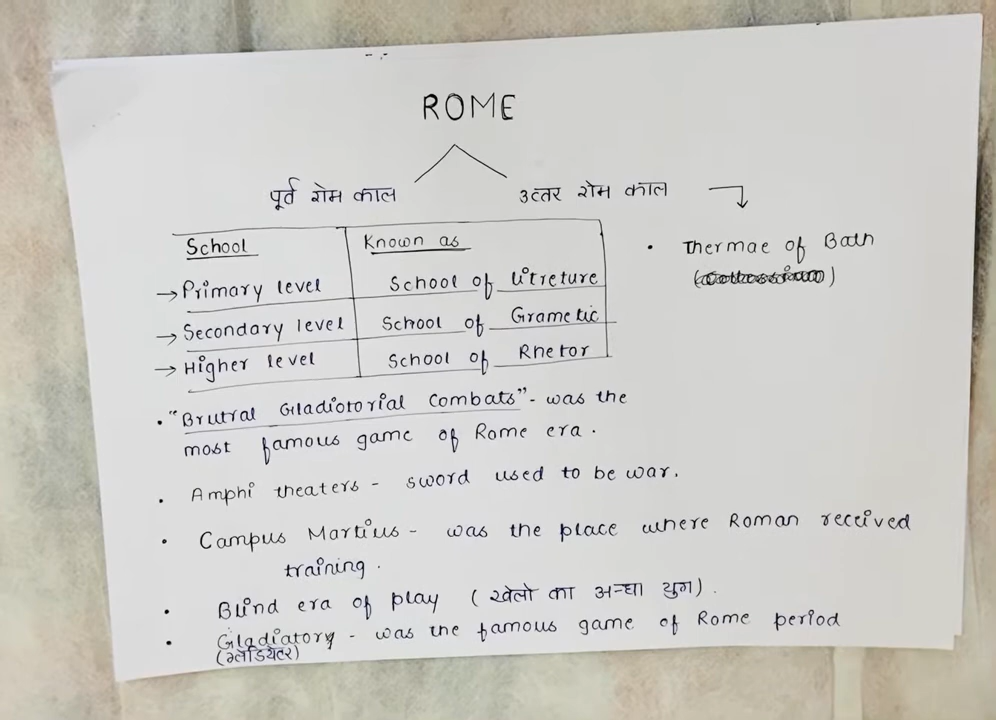 ROME
पूर्व रोम काल
उत्तर रोम काल
School Known as
→ Primary level School of litreture
→ Secondary level School of Grametic
→ Higher level School of Rhetor
• Thermae of Bath
• "Brutral Gladiotorial Combats" - was the
most famous game of Rome era.
• Amphi theaters - sword used to be war.
• Campus Martius - was the place where Roman received
training.
• Blind era of play (खेलो का अन्धा युग).
• Gladiatory - was the famous game of Rome period
(ग्लेडियेटर)